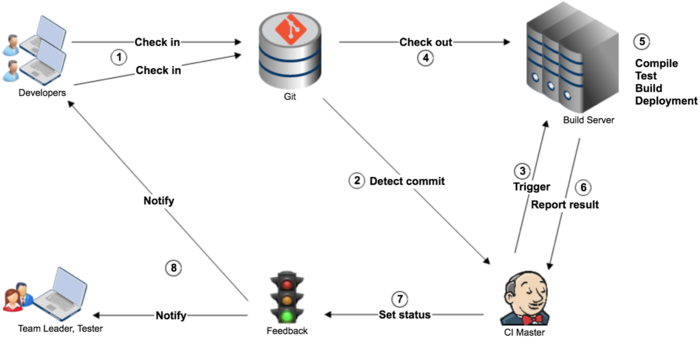 Check in
1
Check in
Developers
Git
Check out
4
5
Compile
Test
Build
Deployment
Build Server
2 Detect commit
3
Trigger
6
Report result
Notify
8
Notify
Team Leader, Tester
Feedback
7
Set status
CI Master